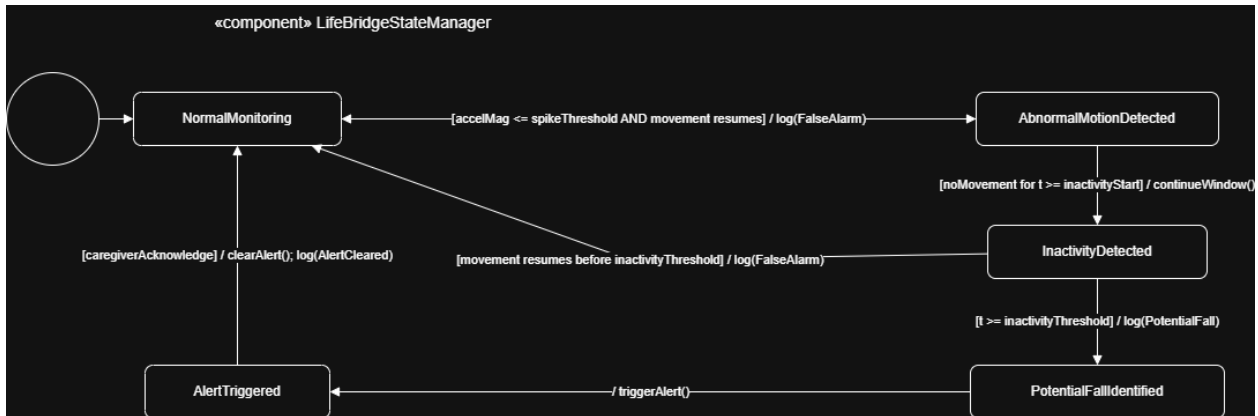 «component» LifeBridgeStateManager
NormalMonitoring
[accelMag <= spikeThreshold AND movement resumes] / log(FalseAlarm)
AbnormalMotionDetected
[noMovement for t >= inactivityStart] / continueWindow()
[caregiverAcknowledge] / clearAlert(); log(AlertCleared)
[movement resumes before inactivityThreshold] / log(FalseAlarm)
InactivityDetected
[t >= inactivityThreshold] / log(PotentialFall)
AlertTriggered
/ triggerAlert()
PotentialFallIdentified